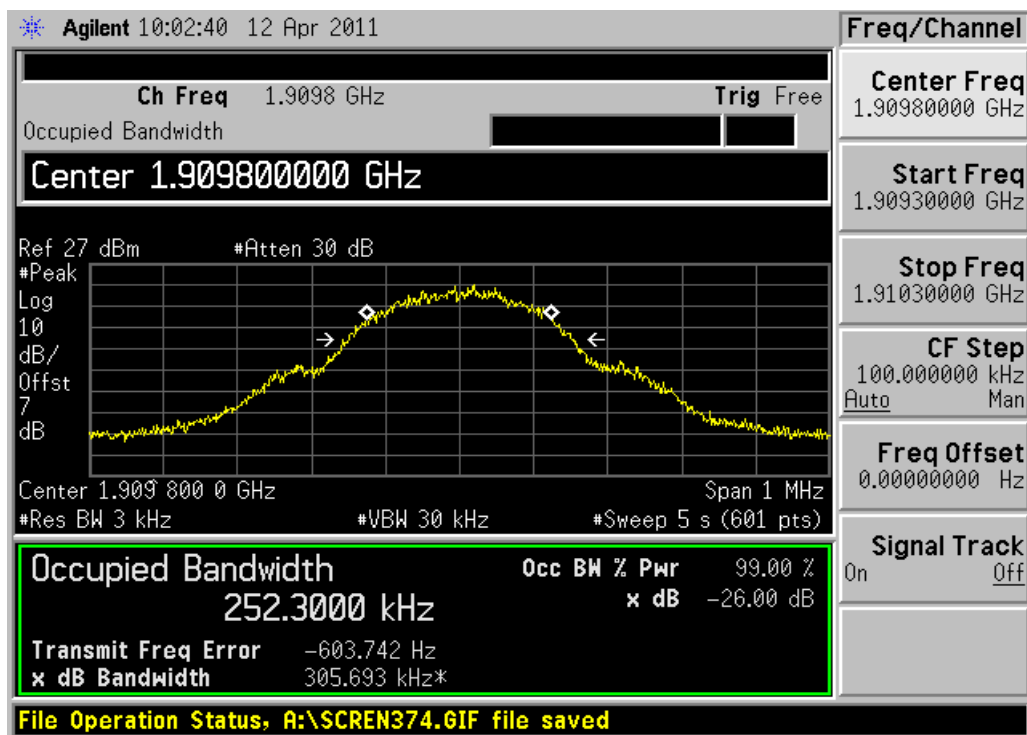 Agilent 10:02:40 12 Apr 2011
Freq/Channel
Ch Freq 1.9098 GHz Trig Free
Occupied Bandwidth
Center 1.909800000 GHz
Ref 27 dBm #Atten 30 dB
#Peak
Log
10
dB/
Offst
7
dB
Center 1.909 800 0 GHz Span 1 MHz
#Res BW 3 kHz #VBW 30 kHz #Sweep 5 s (601 pts)
Occupied Bandwidth
252.3000 kHz
Occ BW % Pwr 99.00 %
x dB -26.00 dB
Transmit Freq Error -603.742 Hz
x dB Bandwidth 305.693 kHz*
File Operation Status, A:\SCREN374.GIF file saved
Center Freq
1.90980000 GHz
Start Freq
1.90930000 GHz
Stop Freq
1.91030000 GHz
CF Step
100.000000 kHz
Auto Man
Freq Offset
0.00000000 Hz
Signal Track
On Off